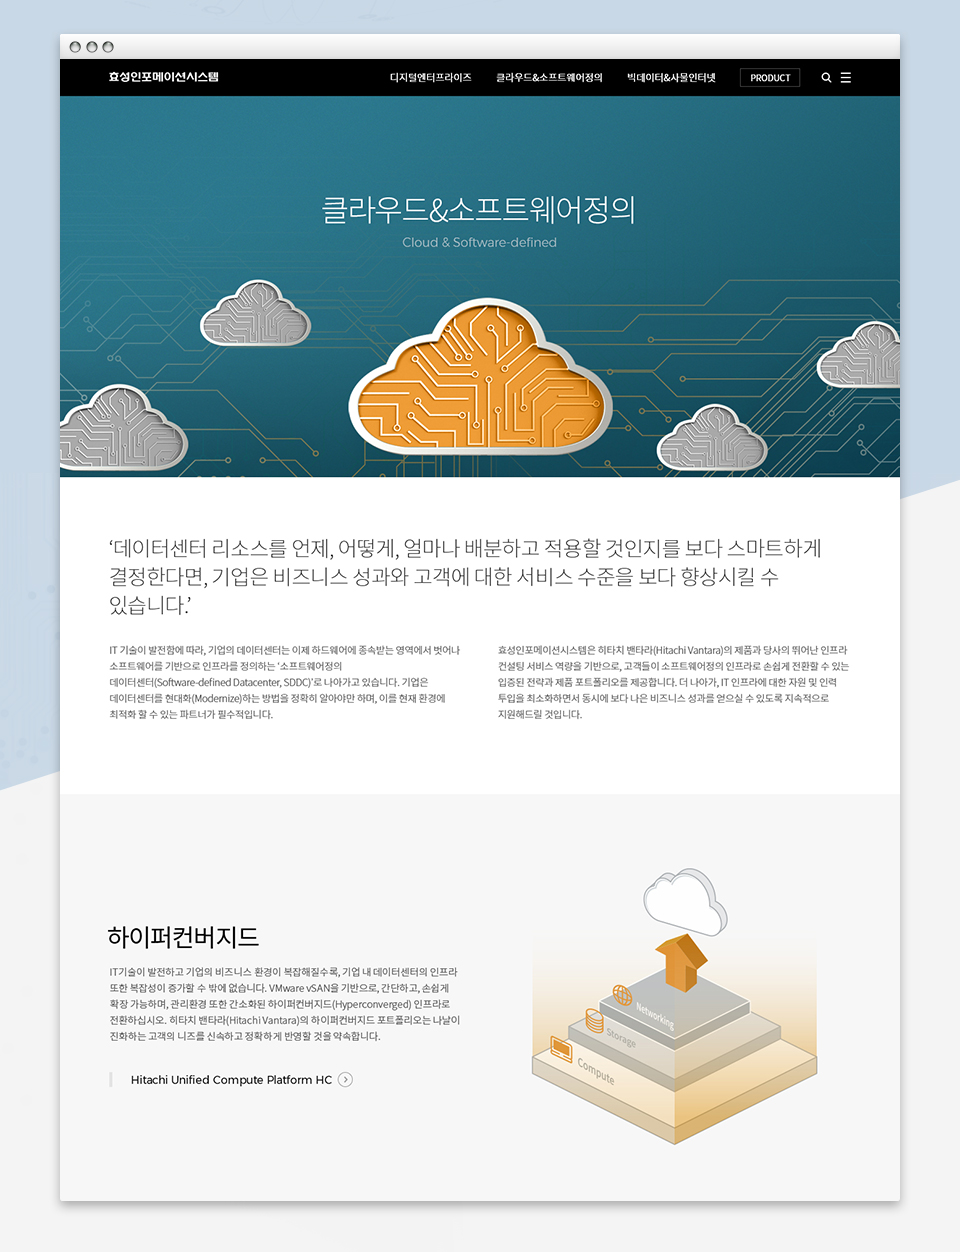 효성인포메이션시스템
디지털엔터프라이즈 클라우드&소프트웨어정의 빅데이터&사물인터넷 PRODUCT
클라우드&소프트웨어정의
Cloud & Software-defined
‘데이터센터 리소스를 언제, 어떻게, 얼마나 배분하고 적용할 것인지를 보다 스마트하게
결정한다면, 기업은 비즈니스 성과와 고객에 대한 서비스 수준을 보다 향상시킬 수
있습니다.’
IT 기술이 발전함에 따라, 기업의 데이터센터는 이제 하드웨어에 종속받는 영역에서 벗어나
소프트웨어를 기반으로 인프라를 정의하는 ‘소프트웨어정의
데이터센터(Software-defined Datacenter, SDDC)’로 나아가고 있습니다. 기업은
데이터센터를 현대화(Modernize)하는 방법을 정확히 알아야만 하며, 이를 현재 환경에
최적화 할 수 있는 파트너가 필수적입니다.
효성인포메이션시스템은 히타치 밴타라(Hitachi Vantara)의 제품과 당사의 뛰어난 인프라
컨설팅 서비스 역량을 기반으로, 고객들이 소프트웨어정의 인프라로 손쉽게 전환할 수 있는
입증된 전략과 제품 포트폴리오를 제공합니다. 더 나아가, IT 인프라에 대한 자원 및 인력
투입을 최소화하면서 동시에 보다 나은 비즈니스 성과를 얻으실 수 있도록 지속적으로
지원해드릴 것입니다.
하이퍼컨버지드
IT기술이 발전하고 기업의 비즈니스 환경이 복잡해질수록, 기업 내 데이터센터의 인프라
또한 복잡성이 증가할 수 밖에 없습니다. VMware vSAN을 기반으로, 간단하고, 손쉽게
확장 가능하며, 관리환경 또한 간소화된 하이퍼컨버지드(Hyperconverged) 인프라로
전환하십시오. 히타치 밴타라(Hitachi Vantara)의 하이퍼컨버지드 포트폴리오는 나날이
진화하는 고객의 니즈를 신속하고 정확하게 반영할 것을 약속합니다.
Hitachi Unified Compute Platform HC
Networking
Storage
Compute